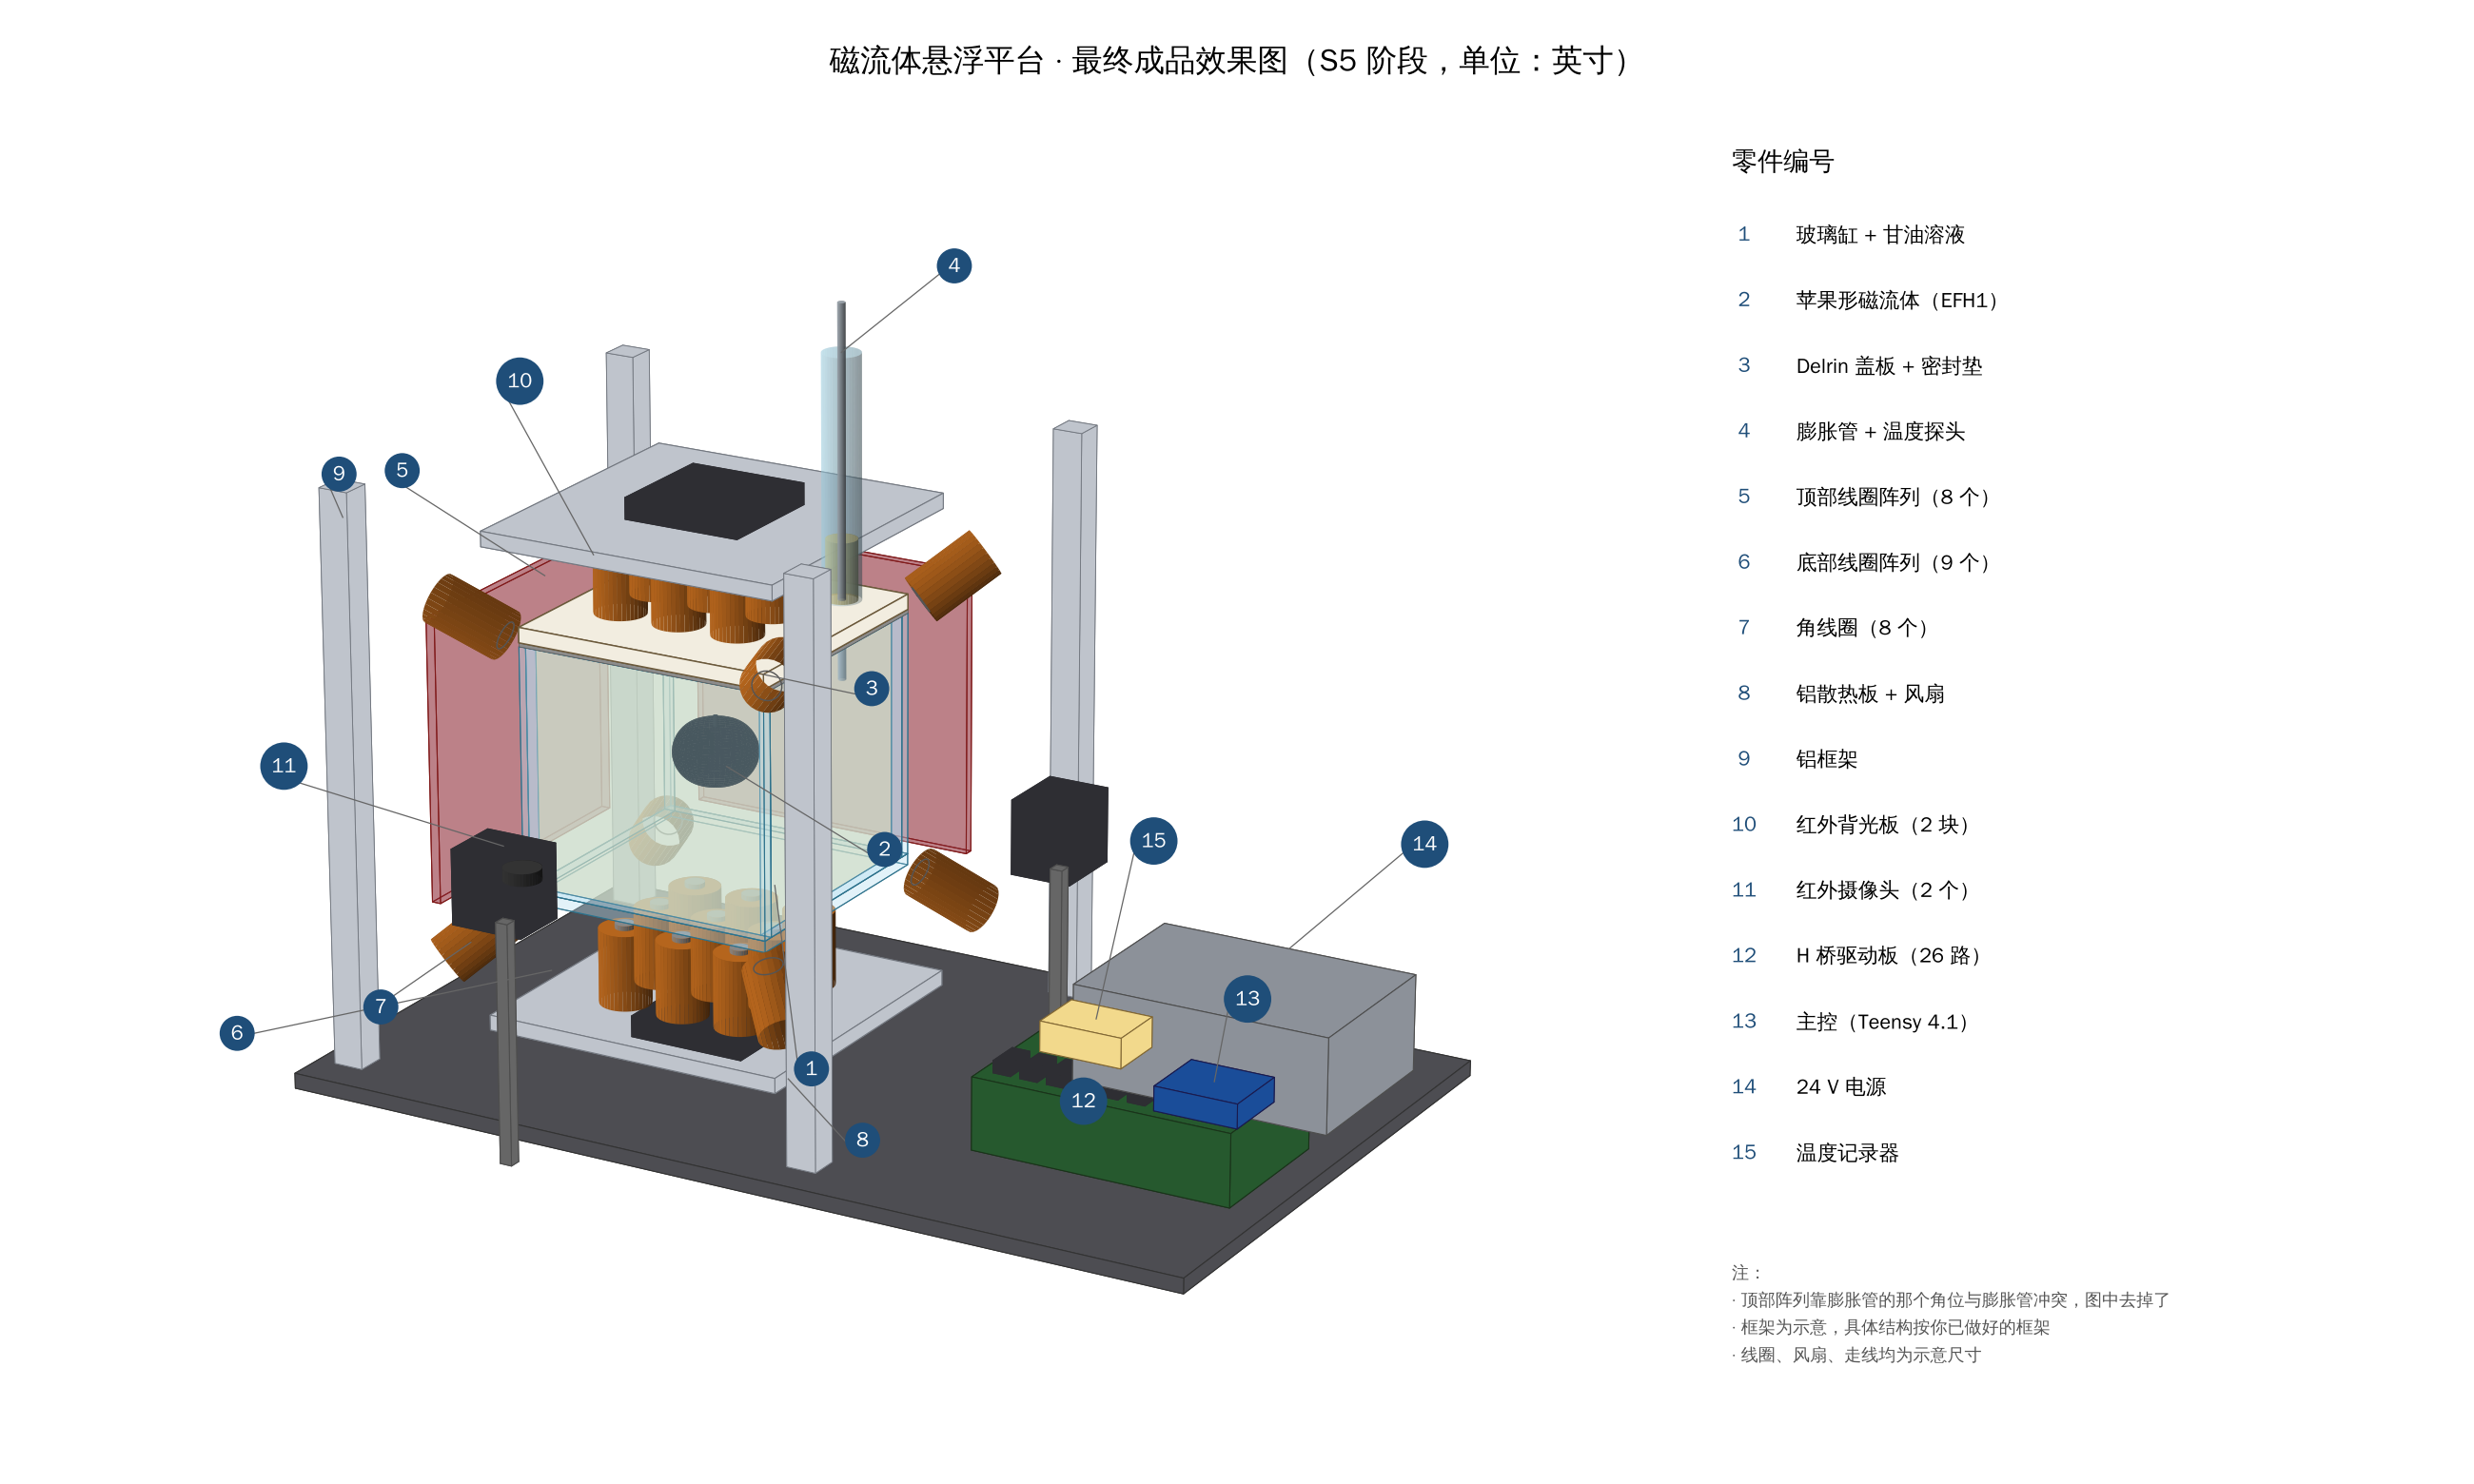 磁流体悬浮平台 · 最终成品效果图（S5 阶段，单位：英寸）
零件编号
1 玻璃缸 + 甘油溶液
2 苹果形磁流体（EFH1）
3 Delrin 盖板 + 密封垫
4 膨胀管 + 温度探头
5 顶部线圈阵列（8 个）
6 底部线圈阵列（9 个）
7 角线圈（8 个）
8 铝散热板 + 风扇
9 铝框架
10 红外背光板（2 块）
11 红外摄像头（2 个）
12 H 桥驱动板（26 路）
13 主控（Teensy 4.1）
14 24 V 电源
15 温度记录器
注：
· 顶部阵列靠膨胀管的那个角位与膨胀管冲突，图中去掉了
· 框架为示意，具体结构按你已做好的框架
· 线圈、风扇、走线均为示意尺寸
4
10
9
5
3
11
2
15
14
13
7
6
1
12
8